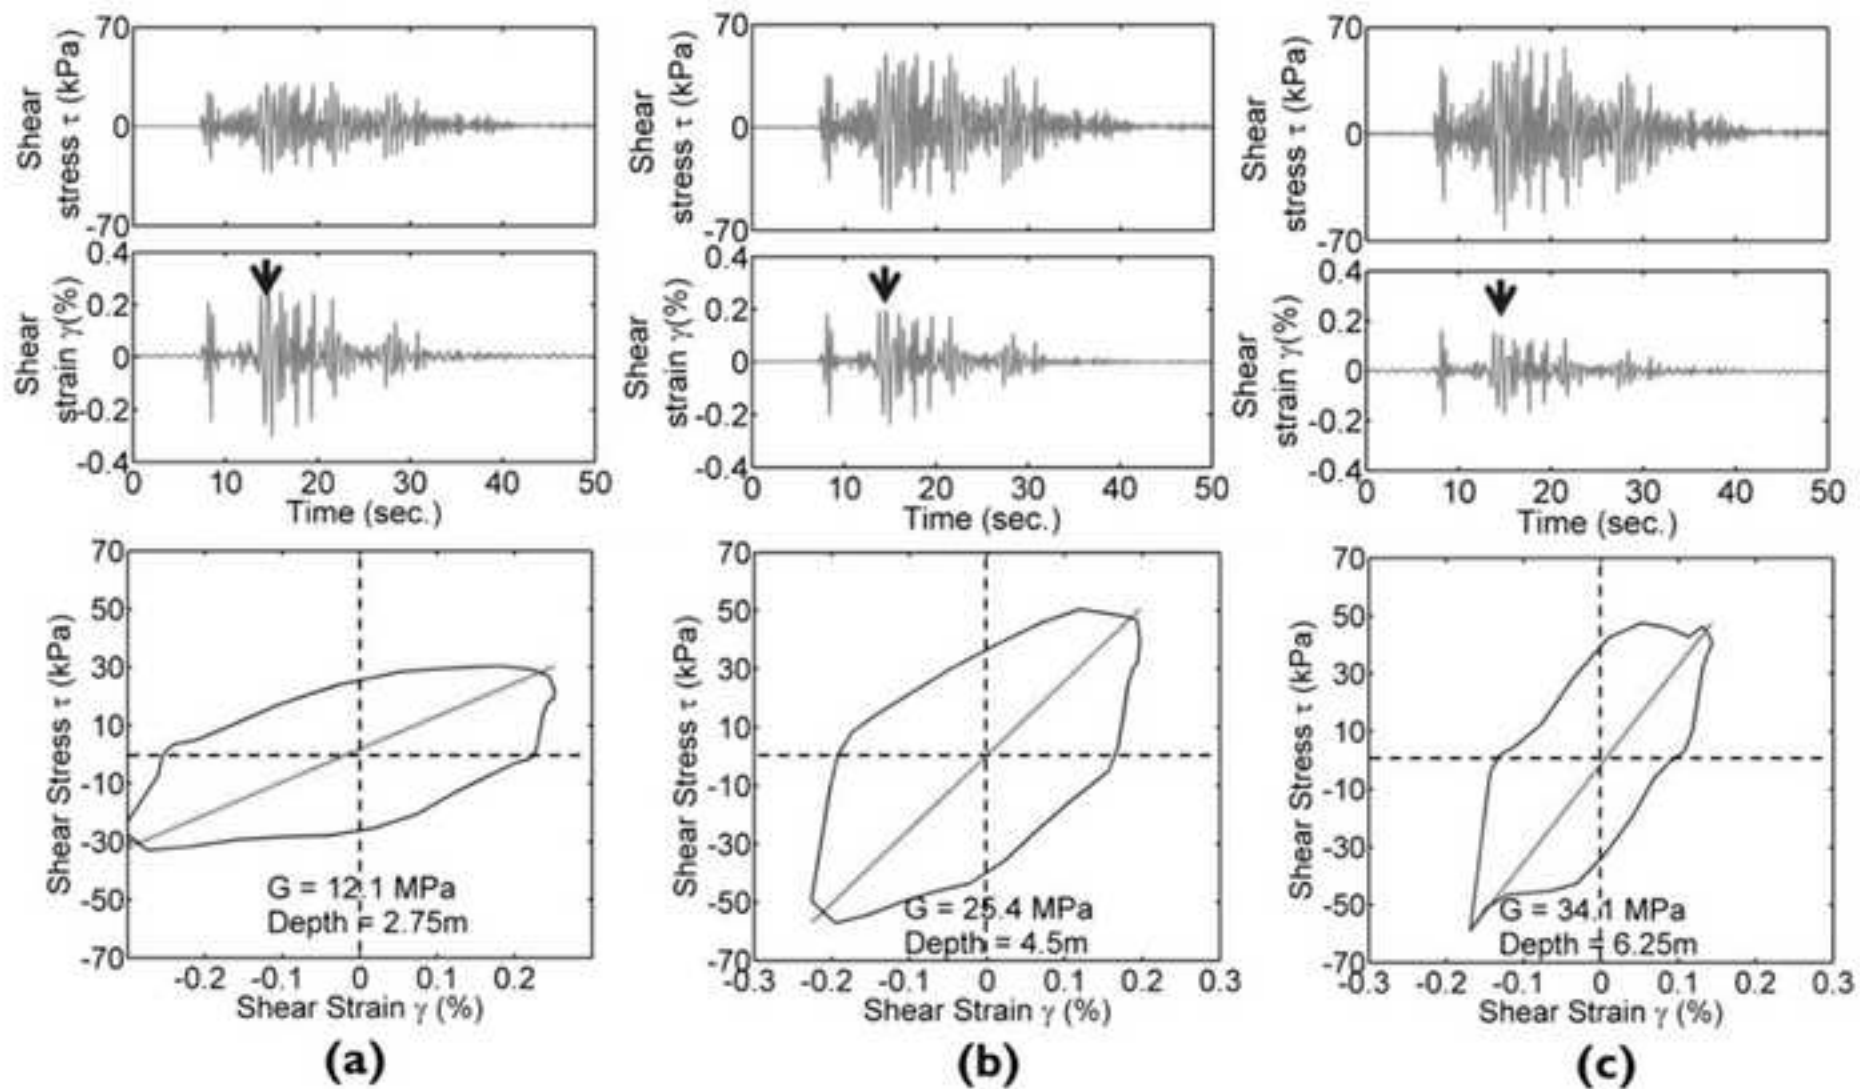 70
0
-70
Shear
stress τ (kPa)
70
0
-70
Shear
stress τ (kPa)
70
0
-70
Shear
stress τ (kPa)
0.4
0.2
0
-0.2
-0.4
Shear
strain γ(%)
0 10 20 30 40 50
Time (sec.)
0.4
0.2
0
-0.2
-0.4
Shear
strain γ(%)
0 10 20 30 40 50
Time (sec.)
0.4
0.2
0
-0.2
-0.4
Shear
strain γ(%)
0 10 20 30 40 50
Time (sec.)
70
50
30
10
-10
-30
-50
-70
Shear Stress τ (kPa)
G = 12.1 MPa
Depth = 2.75m
-0.2 -0.1 0 0.1 0.2
Shear Strain γ (%)
(a)
70
50
30
10
-10
-30
-50
-70
Shear Stress τ (kPa)
G = 25.4 MPa
Depth = 4.5m
-0.3 -0.2 -0.1 0 0.1 0.2 0.3
Shear Strain γ (%)
(b)
70
50
30
10
-10
-30
-50
-70
Shear Stress τ (kPa)
G = 34.1 MPa
Depth = 6.25m
-0.3 -0.2 -0.1 0 0.1 0.2 0.3
Shear Strain γ (%)
(c)